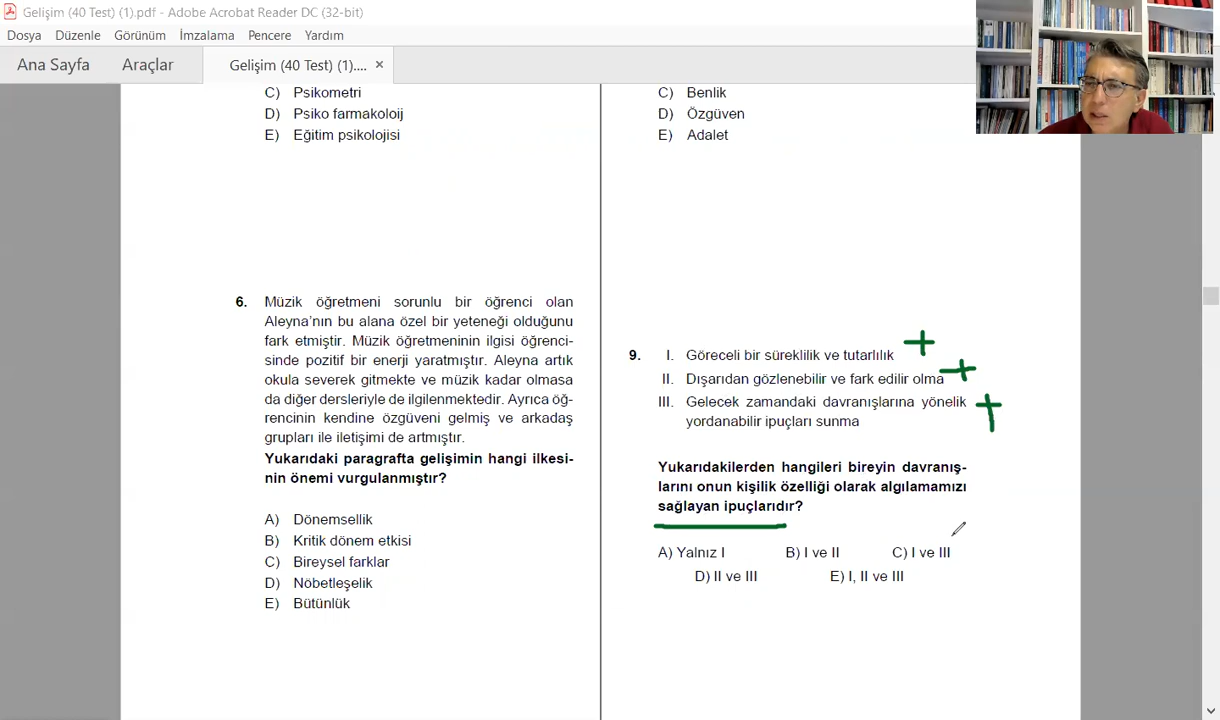 Gelişim (40 Test) (1).pdf - Adobe Acrobat Reader DC (32-bit)
Dosya Düzenle Görünüm İmzalama Pencere Yardım
Ana Sayfa Araçlar Gelişim (40 Test) (1).... ×
C) Psikometri
D) Psiko farmakoloij
E) Eğitim psikolojisi
6. Müzik öğretmeni sorunlu bir öğrenci olan
Aleyna'nın bu alana özel bir yeteneği olduğunu
fark etmiştir. Müzik öğretmeninin ilgisi öğrenci-
sinde pozitif bir enerji yaratmıştır. Aleyna artık
okula severek gitmekte ve müzik kadar olmasa
da diğer dersleriyle de ilgilenmektedir. Ayrıca öğ-
rencinin kendine özgüveni gelmiş ve arkadaş
grupları ile iletişimi de artmıştır.
Yukarıdaki paragrafta gelişimin hangi ilkesi-
nin önemi vurgulanmıştır?
A) Dönemsellik
B) Kritik dönem etkisi
C) Bireysel farklar
D) Nöbetleşelik
E) Bütünlük
C) Benlik
D) Özgüven
E) Adalet
9. I. Göreceli bir süreklilik ve tutarlılık
II. Dışarıdan gözlenebilir ve fark edilir olma
III. Gelecek zamandaki davranışlarına yönelik
yordanabilir ipuçları sunma
Yukarıdakilerden hangileri bireyin davranış-
larını onun kişilik özelliği olarak algılamamızı
sağlayan ipuçlarıdır?
A) Yalnız I B) I ve II C) I ve III
D) II ve III E) I, II ve III